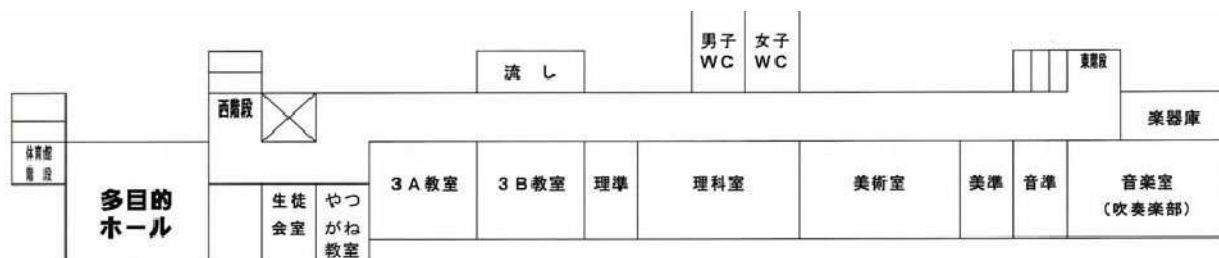 男子
WC
女子
WC
流し
東階段
西階段
楽器庫
体育館
階段
多目的
ホール
生徒
会室
やつ
がね
教室
3A教室
3B教室
理準
理科室
美術室
美準
音準
音楽室
(吹奏楽部)